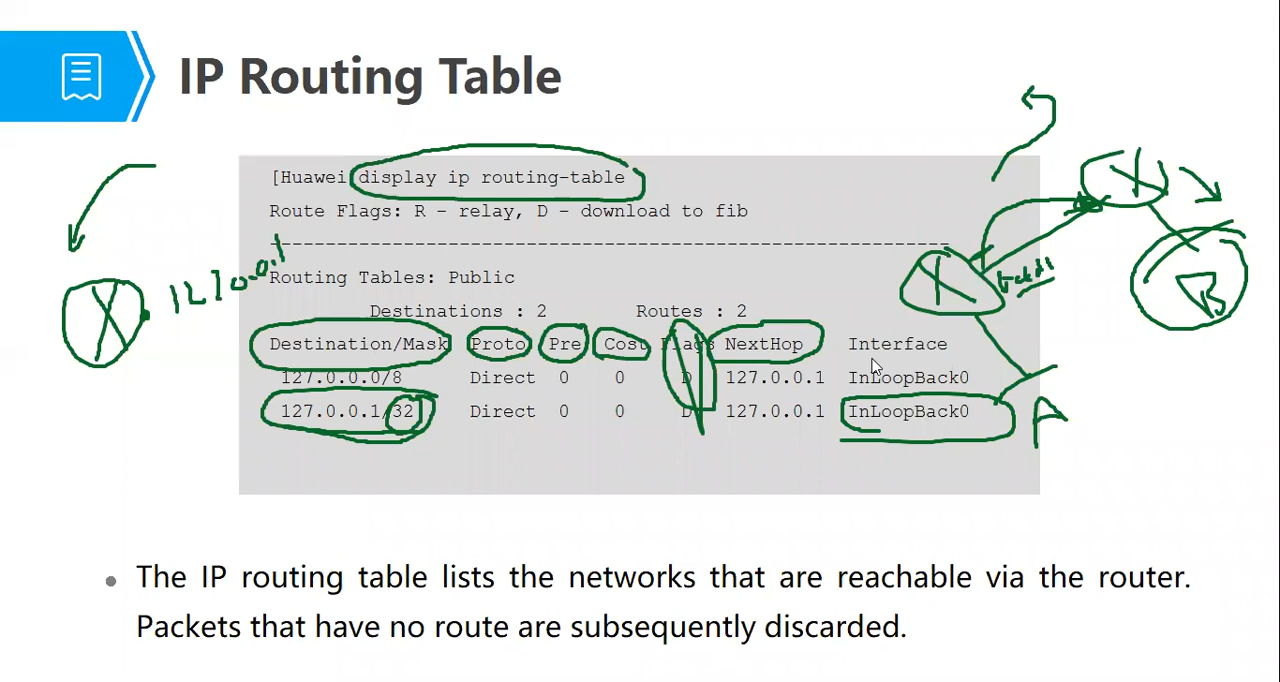 IP Routing Table
[Huawei display ip routing-table
Route Flags: R - relay, D - download to fib
Routing Tables: Public
Destinations : 2 Routes : 2
Destination/Mask Proto Pre Cost Flags NextHop Interface
127.0.0.0/8 Direct 0 0 D 127.0.0.1 InLoopBack0
127.0.0.1/32 Direct 0 0 D 127.0.0.1 InLoopBack0
127.0.0.1
A
B
The IP routing table lists the networks that are reachable via the router.
Packets that have no route are subsequently discarded.